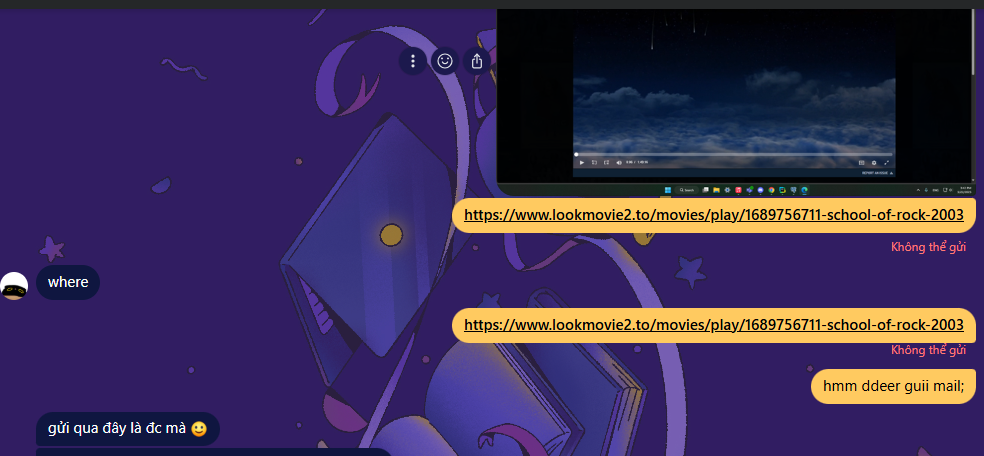 https://www.lookmovie2.to/movies/play/1689756711-school-of-rock-2003
Không thể gửi
where
https://www.lookmovie2.to/movies/play/1689756711-school-of-rock-2003
Không thể gửi
hmm ddeer guii mail;
gửi qua đây là đc mà